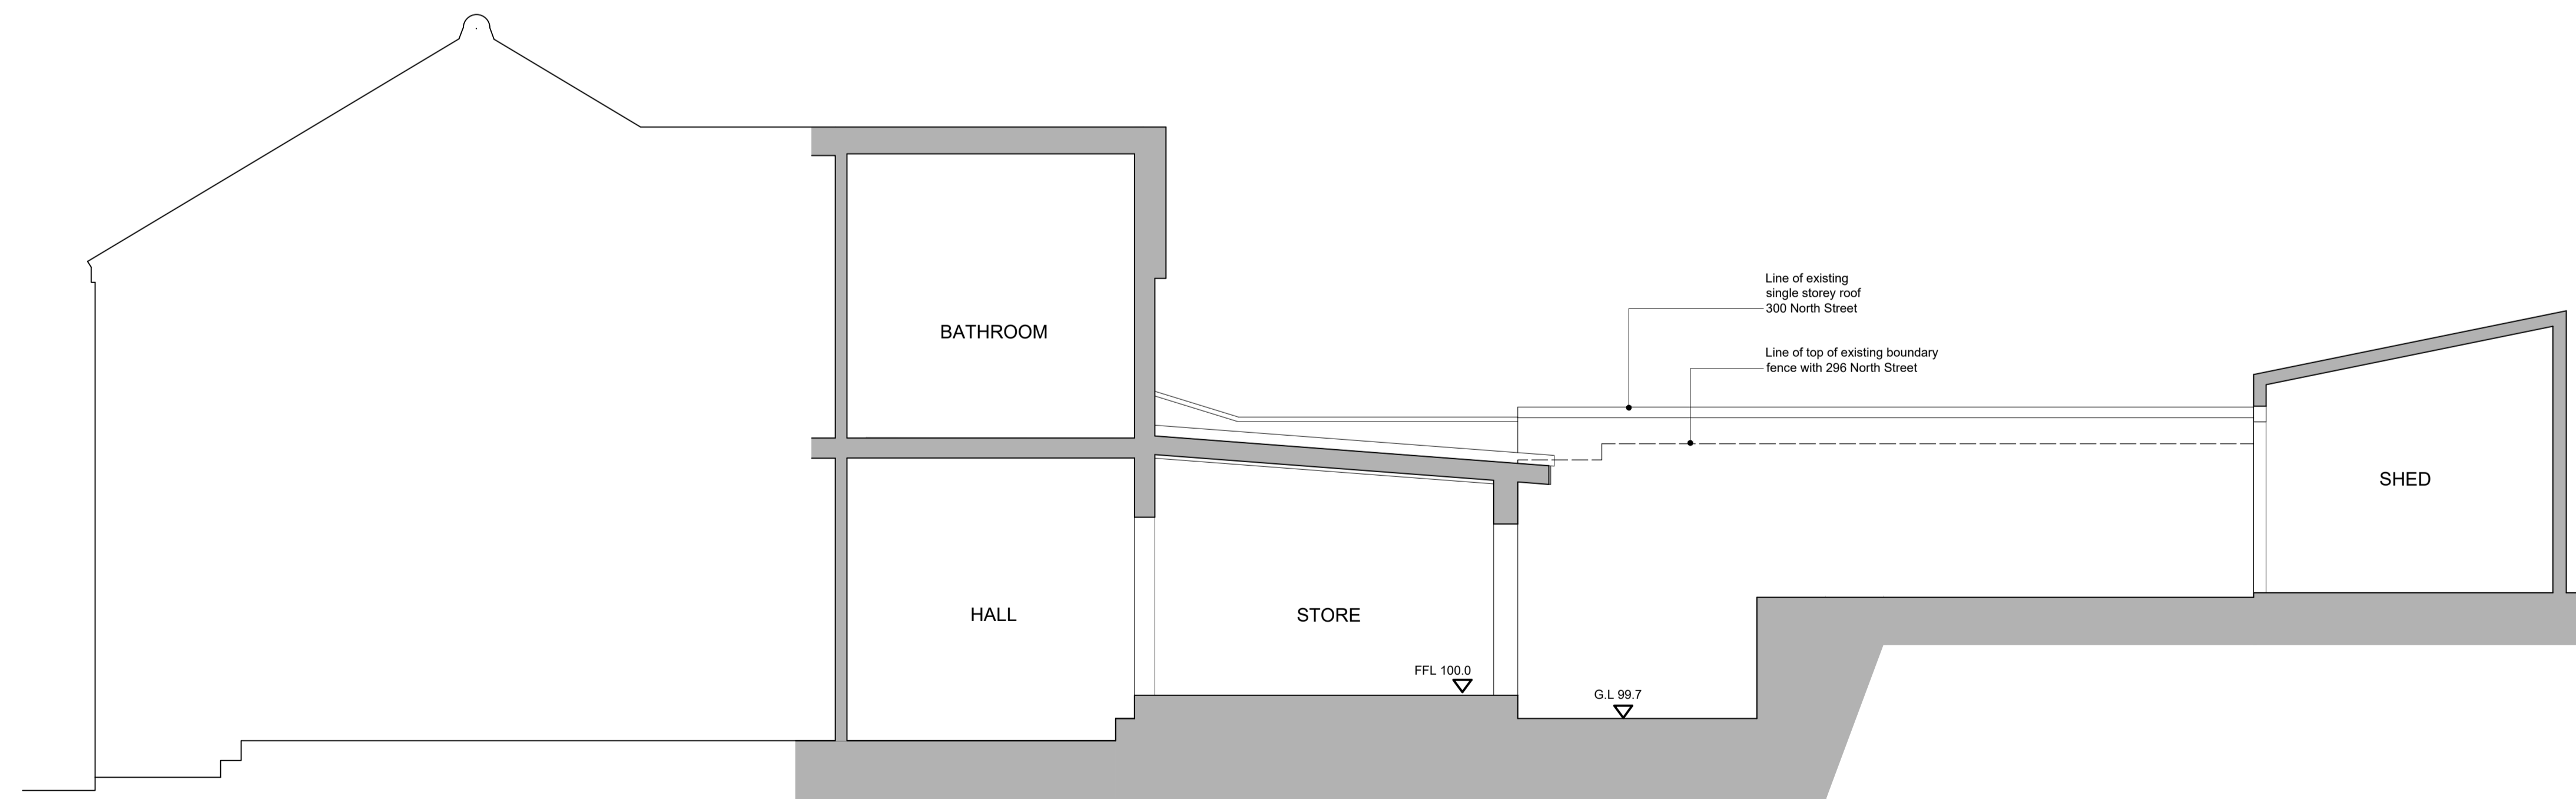 Line of existing
single storey roof
300 North Street
BATHROOM
Line of top of existing boundary
fence with 296 North Street
SHED
HALL
STORE
FFL 100.0
G.L 99.7